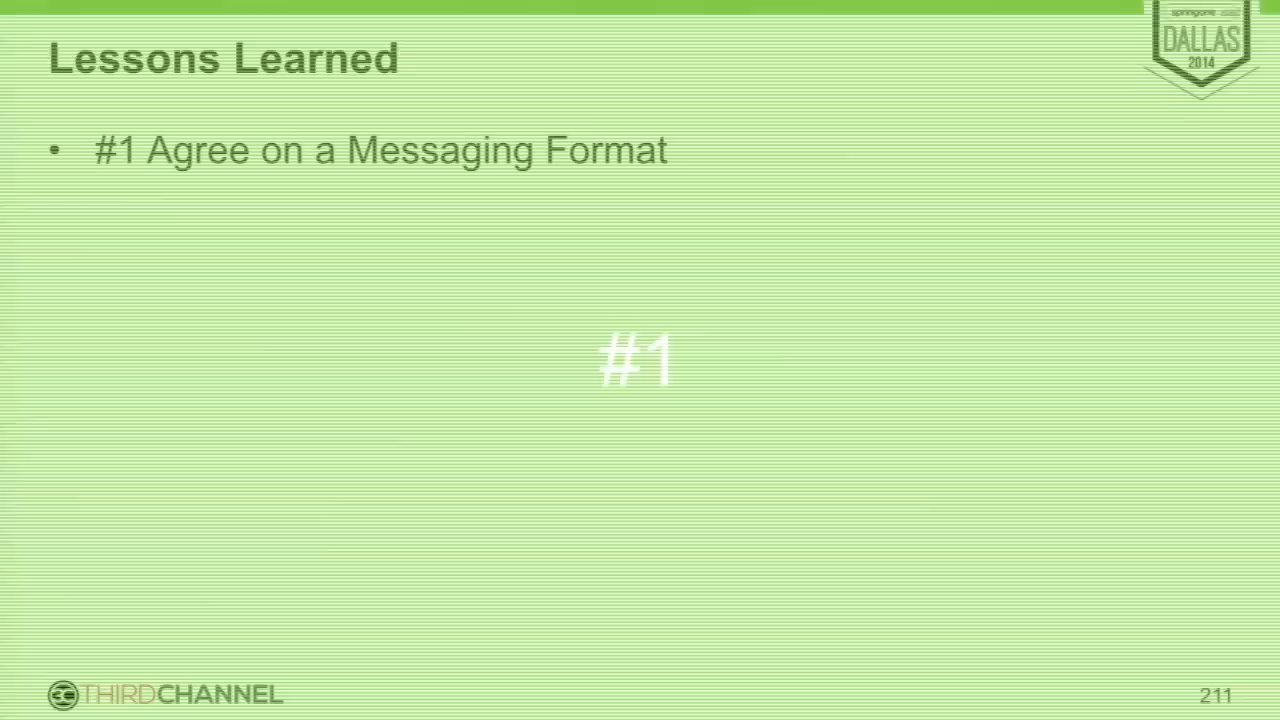 Lessons Learned
DALLAS
2014
• #1 Agree on a Messaging Format
#1
THIRDCHANNEL
211